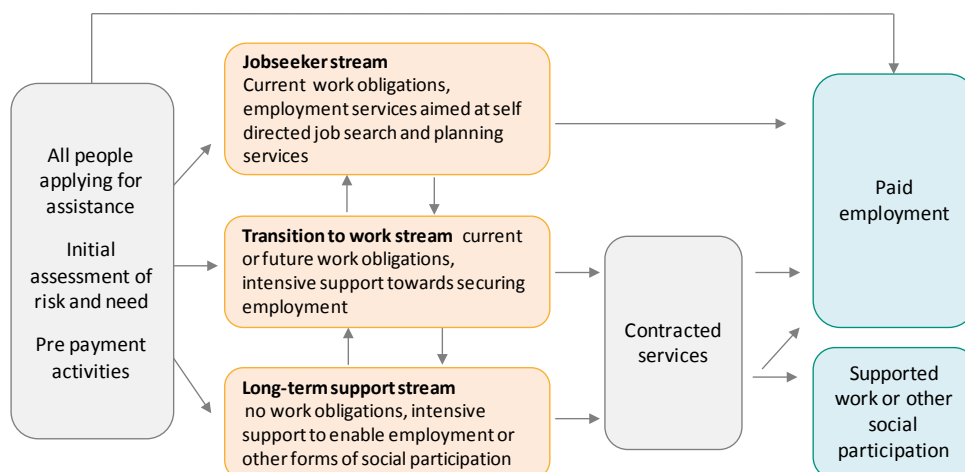 All people
applying for
assistance
Initial
assessment of
risk and need
Pre payment
activities
Jobseeker stream
Current work obligations,
employment services aimed at self
directed job search and planning
services
Transition to work stream current
or future work obligations,
intensive support towards securing
employment
Long-term support stream
no work obligations, intensive
support to enable employment or
other forms of social participation
Contracted
services
Paid
employment
Supported
work or other
social
participation